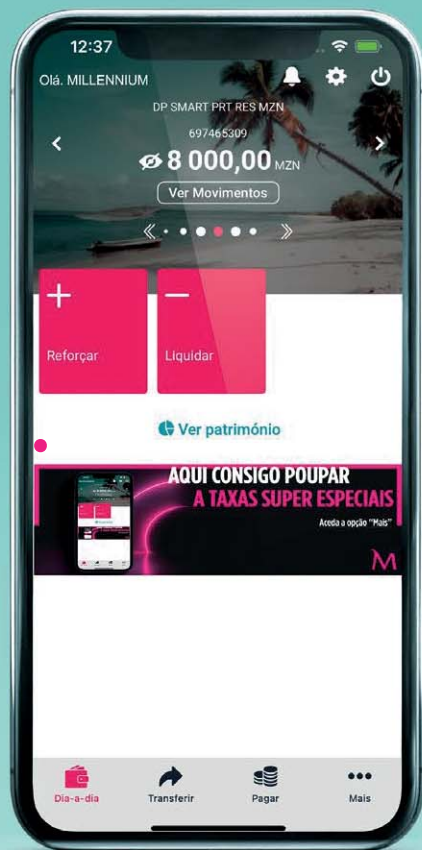 12:37
Olá. MILLENNIUM
DP SMART PRT RES MZN
697465309
8 000,00 MZN
Ver Movimentos
Reforçar
Liquidar
Ver património
AQUI CONSIGO POUPAR
A TAXAS SUPER ESPECIAIS
Aceda a opção "Mais"
M
Dia-a-dia
Transferir
Pagar
Mais